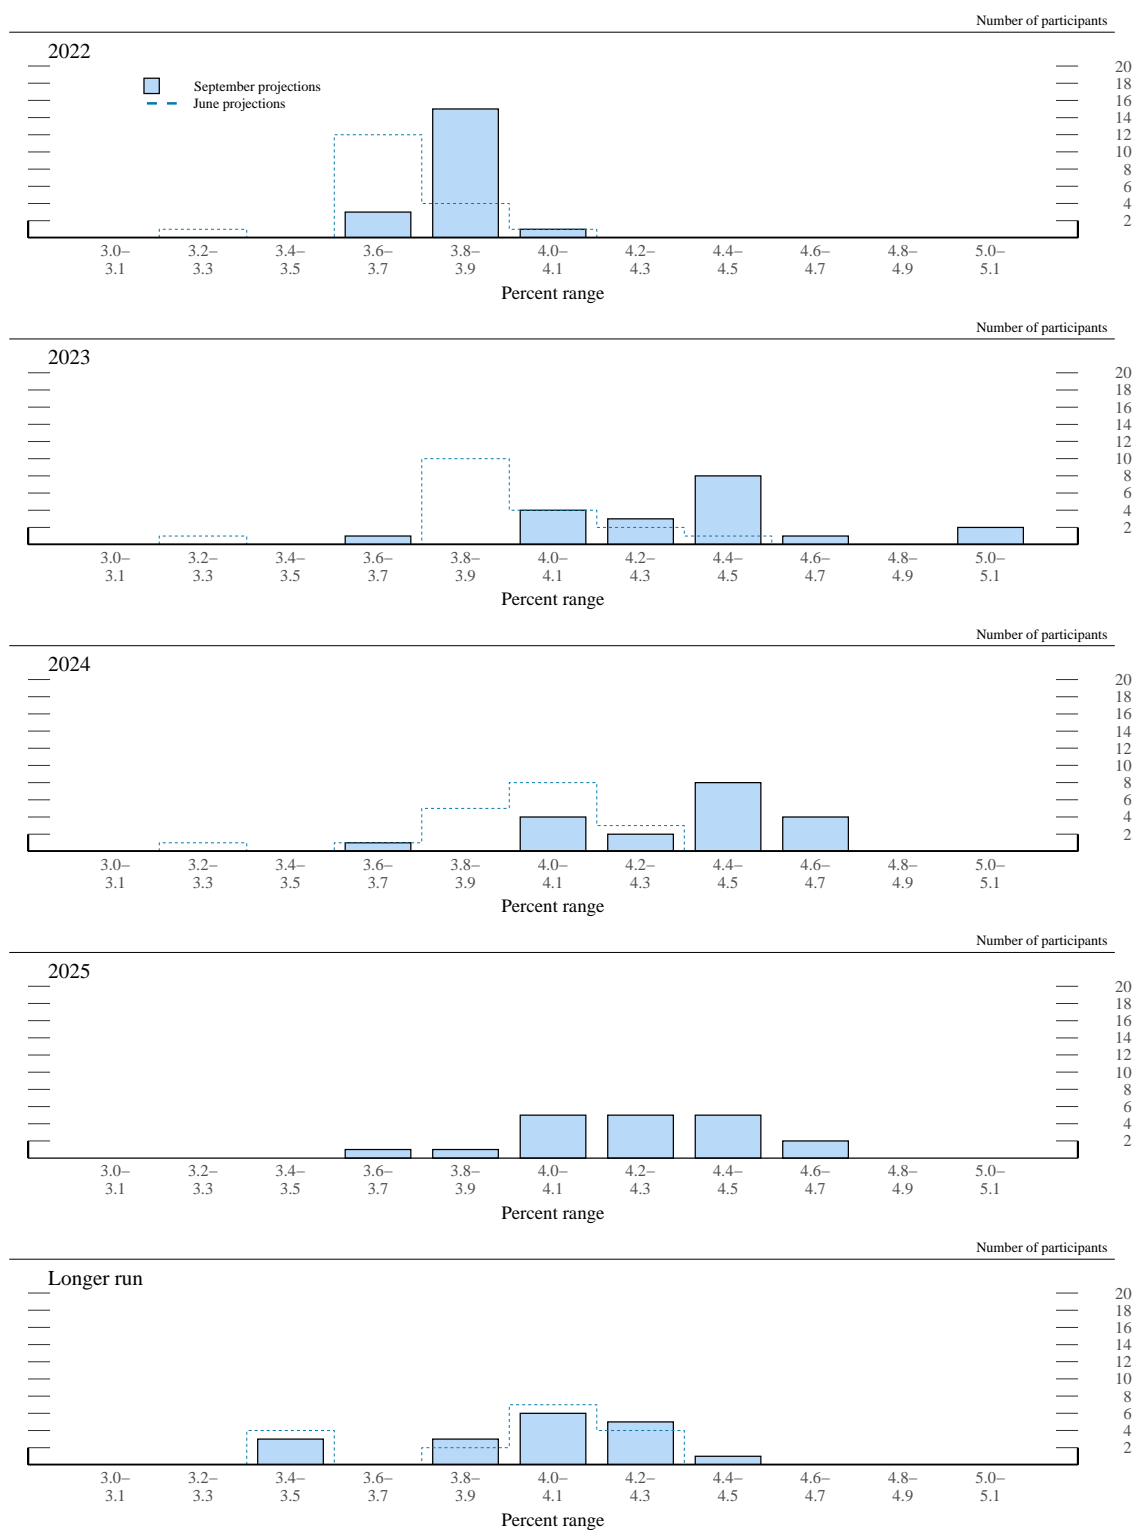 Number of participants
2022
September projections
June projections
20
18
16
14
12
10
8
6
4
2
3.0– 3.2– 3.4– 3.6– 3.8– 4.0– 4.2– 4.4– 4.6– 4.8– 5.0–
3.1 3.3 3.5 3.7 3.9 4.1 4.3 4.5 4.7 4.9 5.1
Percent range
Number of participants
2023
20
18
16
14
12
10
8
6
4
2
3.0– 3.2– 3.4– 3.6– 3.8– 4.0– 4.2– 4.4– 4.6– 4.8– 5.0–
3.1 3.3 3.5 3.7 3.9 4.1 4.3 4.5 4.7 4.9 5.1
Percent range
Number of participants
2024
20
18
16
14
12
10
8
6
4
2
3.0– 3.2– 3.4– 3.6– 3.8– 4.0– 4.2– 4.4– 4.6– 4.8– 5.0–
3.1 3.3 3.5 3.7 3.9 4.1 4.3 4.5 4.7 4.9 5.1
Percent range
Number of participants
2025
20
18
16
14
12
10
8
6
4
2
3.0– 3.2– 3.4– 3.6– 3.8– 4.0– 4.2– 4.4– 4.6– 4.8– 5.0–
3.1 3.3 3.5 3.7 3.9 4.1 4.3 4.5 4.7 4.9 5.1
Percent range
Number of participants
Longer run
20
18
16
14
12
10
8
6
4
2
3.0– 3.2– 3.4– 3.6– 3.8– 4.0– 4.2– 4.4– 4.6– 4.8– 5.0–
3.1 3.3 3.5 3.7 3.9 4.1 4.3 4.5 4.7 4.9 5.1
Percent range